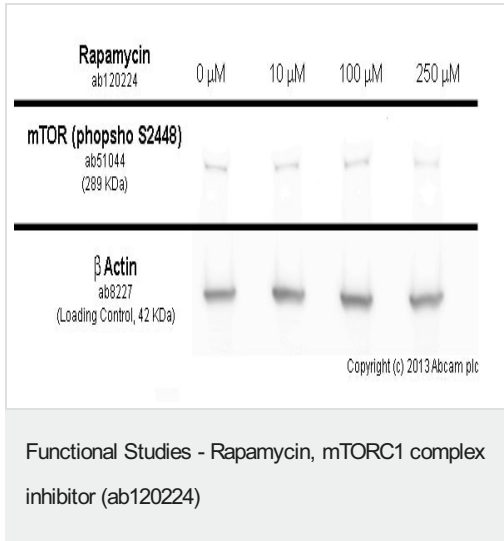 Rapamycin
ab120224
0 µM 10 µM 100 µM 250 µM
mTOR (phopsho S2448)
ab51044
(289 KDa)
β Actin
ab8227
(Loading Control, 42 KDa)
Copyright (c) 2013 Abcam plc
Functional Studies - Rapamycin, mTORC1 complex
inhibitor (ab120224)